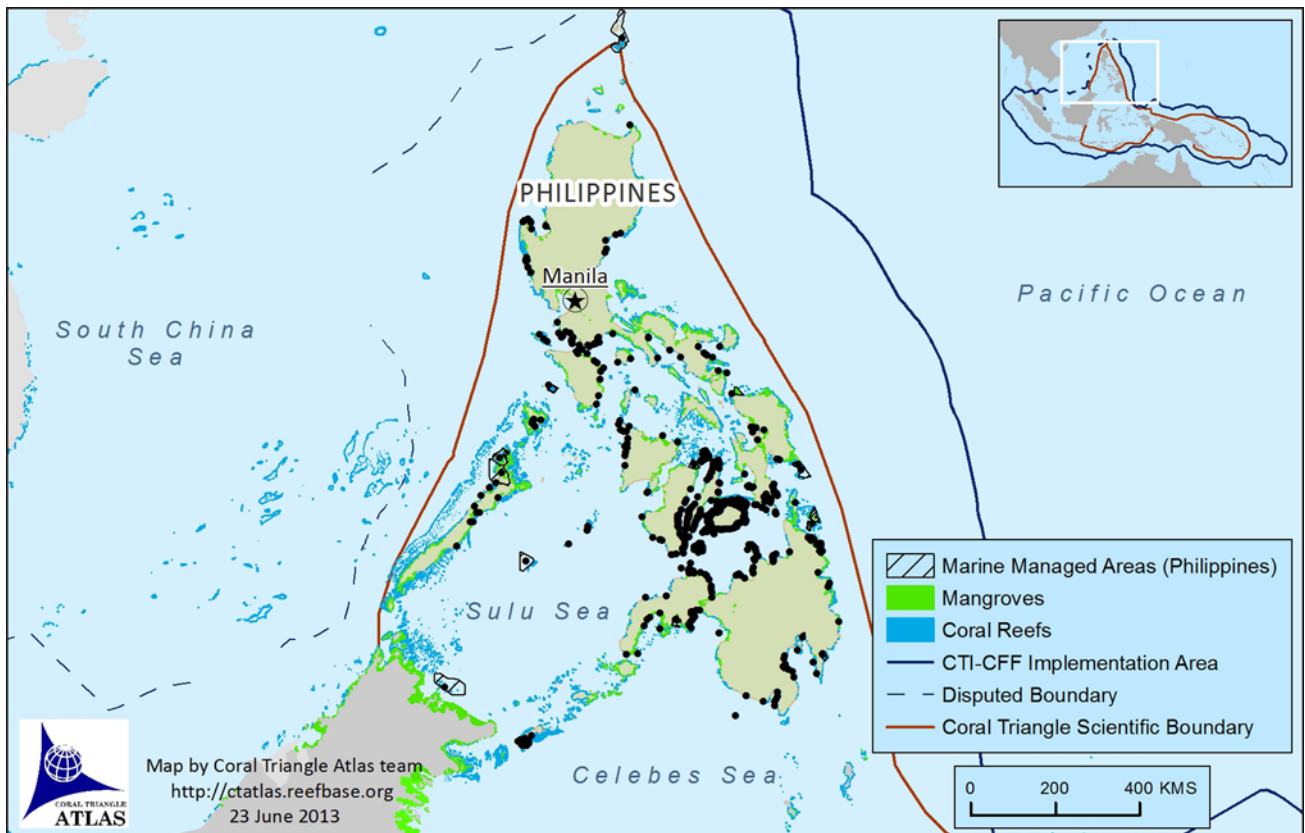 PHILIPPINES
Manila
South China
Sea
Pacific Ocean
Sulu Sea
Celebes Sea
Marine Managed Areas (Philippines)
Mangroves
Coral Reefs
CTI-CFF Implementation Area
Disputed Boundary
Coral Triangle Scientific Boundary
0 200 400 KMS
CORAL TRIANGLE
ATLAS
Map by Coral Triangle Atlas team
http://ctatlas.reefbase.org
23 June 2013